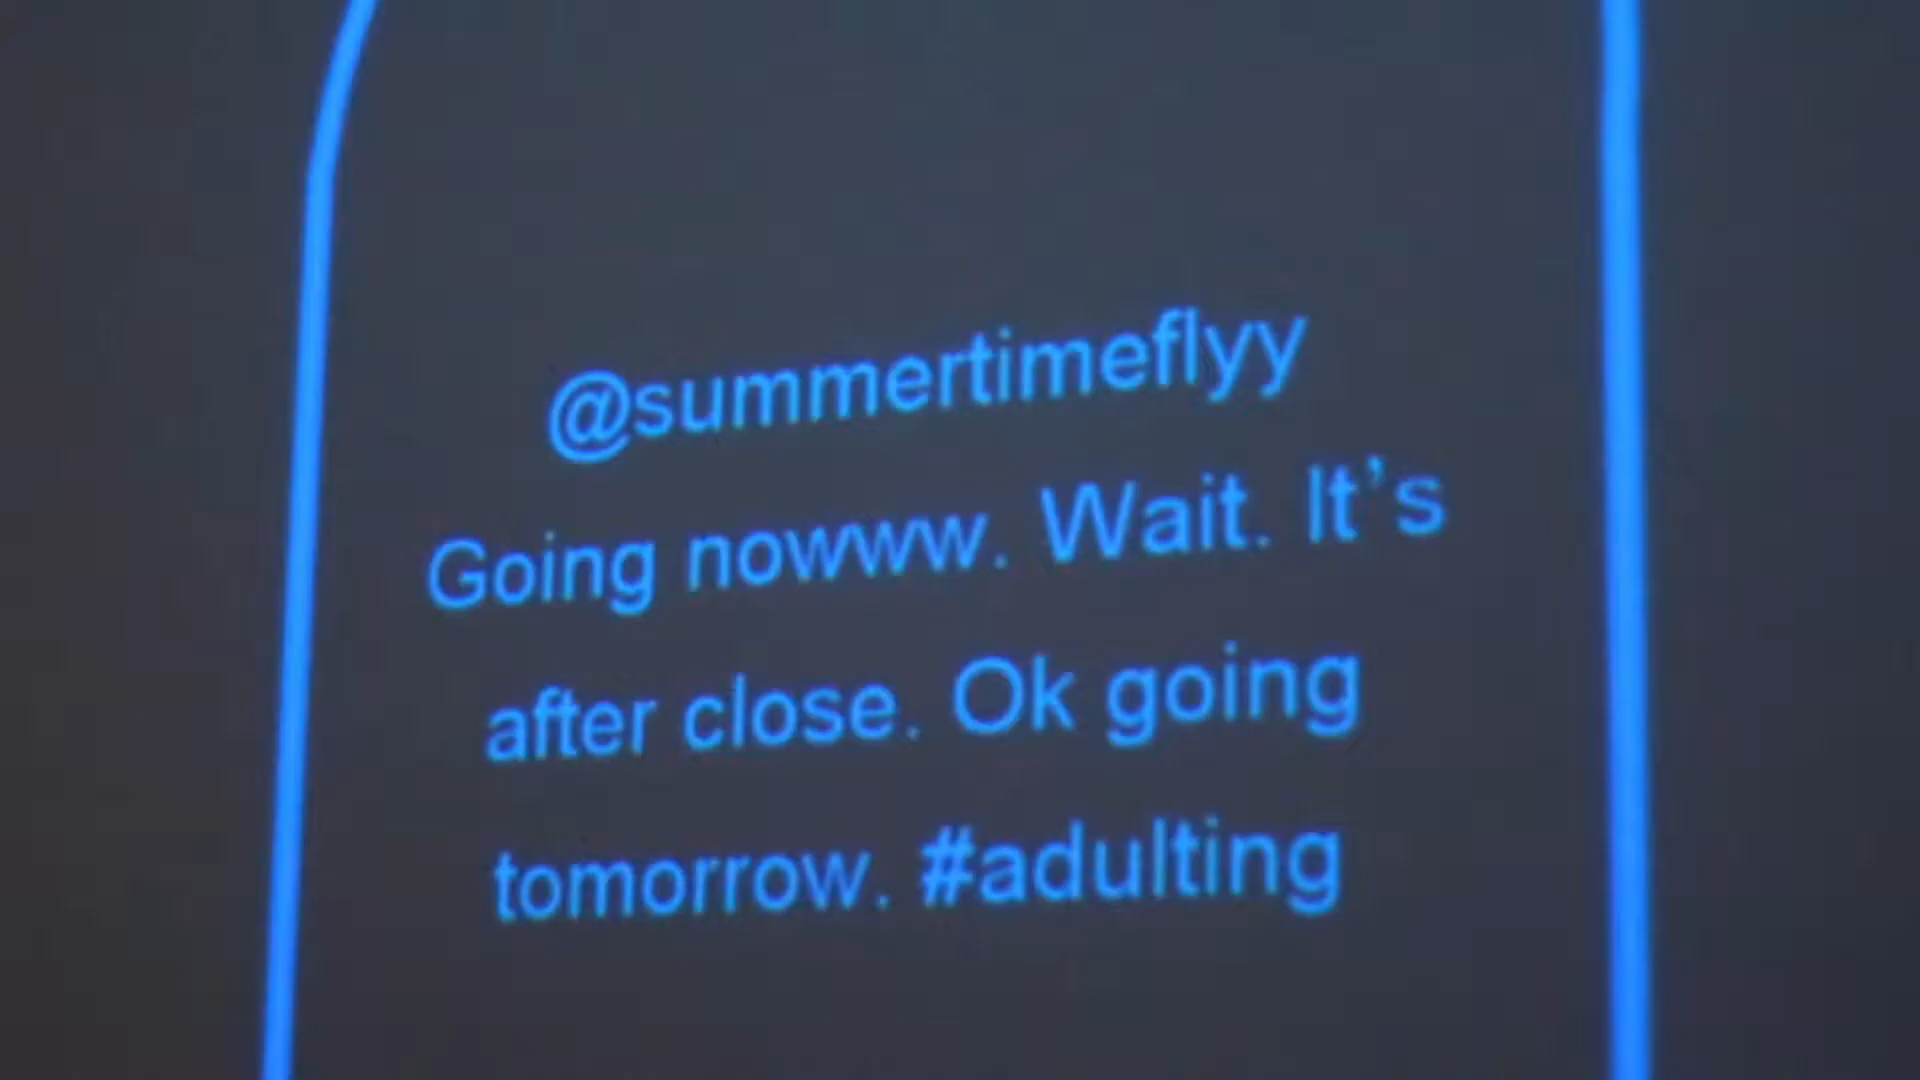 @summertimeflyy
Going nowww. Wait. It’s
after close. Ok going
tomorrow. #adulting